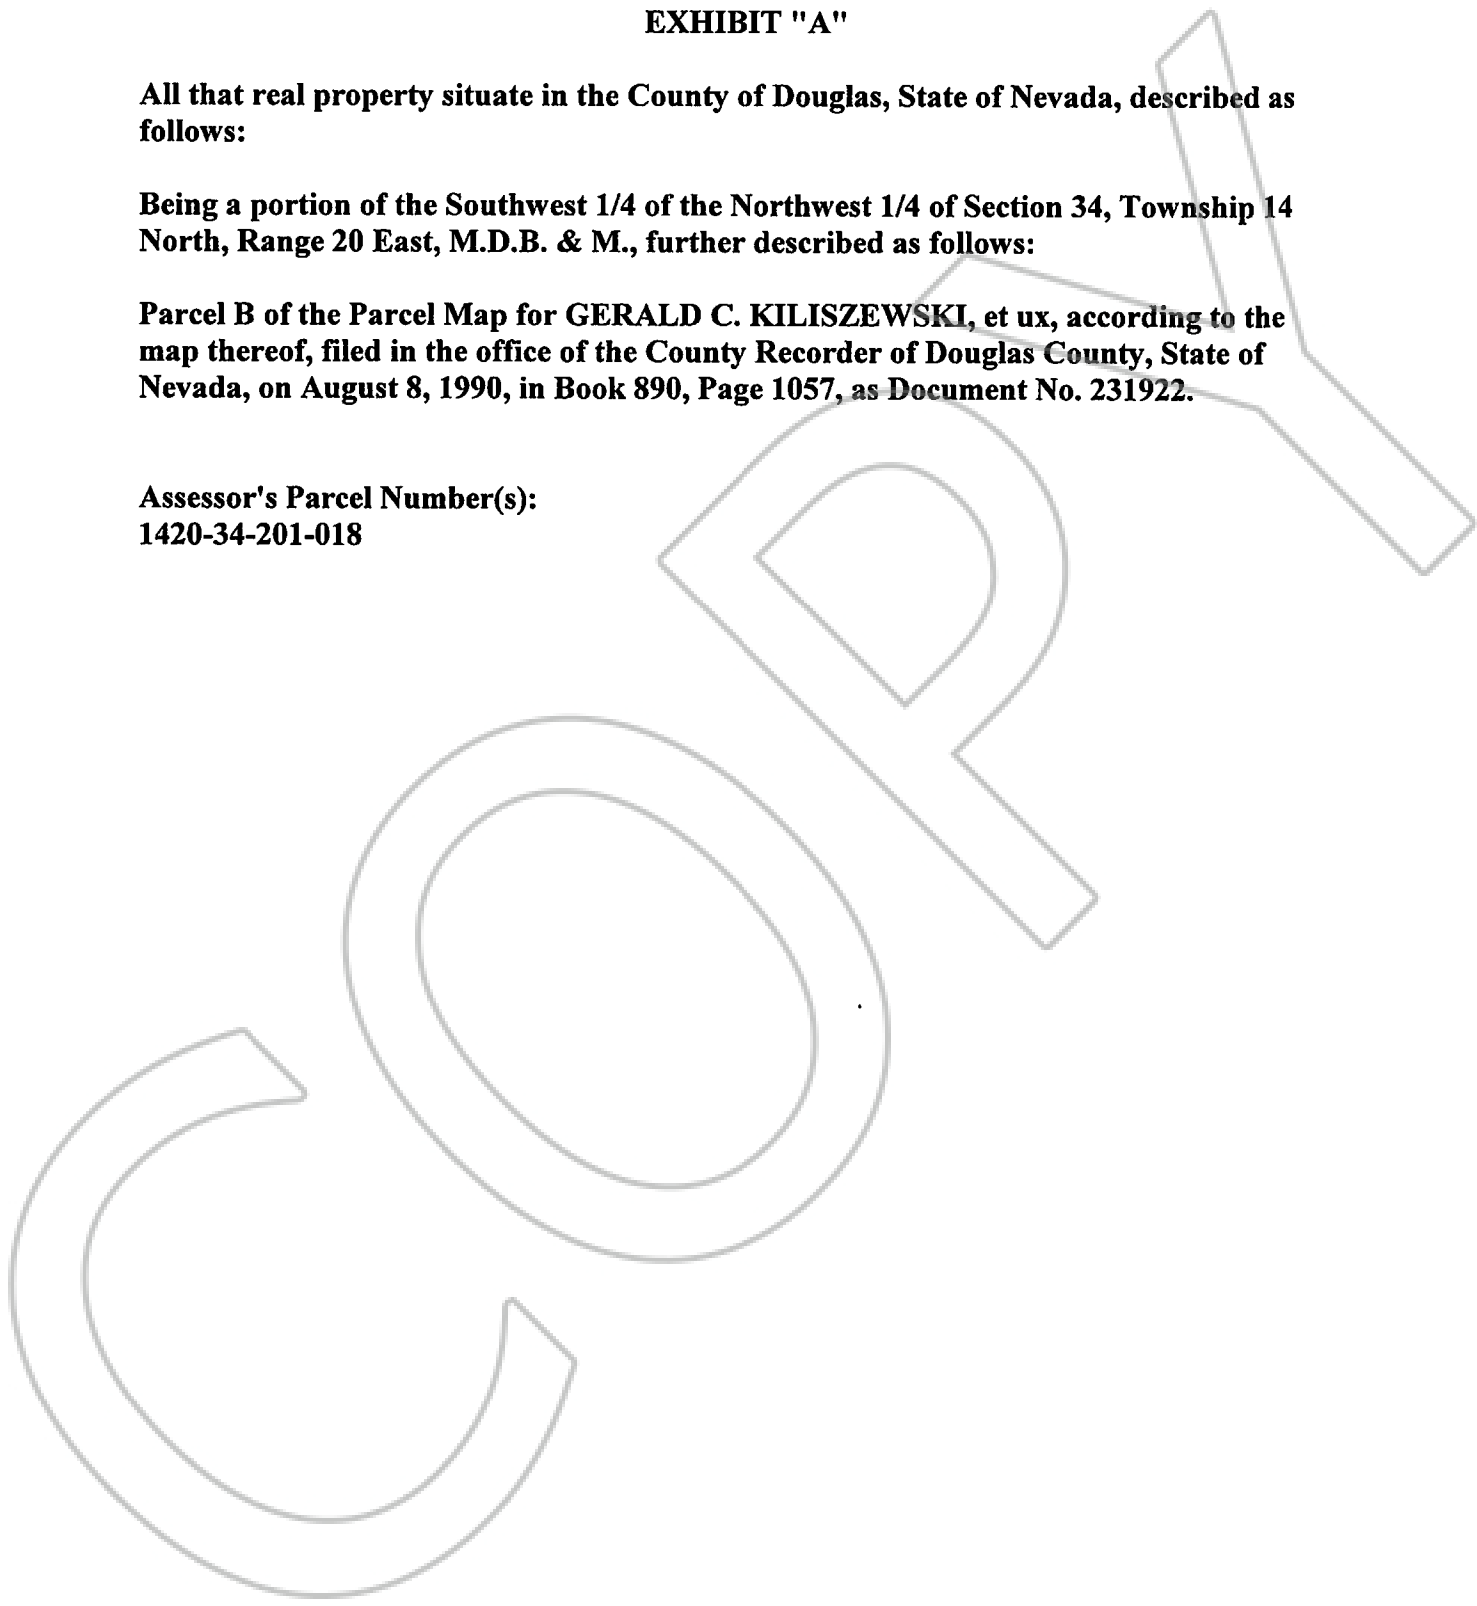 EXHIBIT "A"
All that real property situate in the County of Douglas, State of Nevada, described as
follows:
Being a portion of the Southwest 1/4 of the Northwest 1/4 of Section 34, Township 14
North, Range 20 East, M.D.B. & M., further described as follows:
Parcel B of the Parcel Map for GERALD C. KILISZEWSKI, et ux, according to the
map thereof, filed in the office of the County Recorder of Douglas County, State of
Nevada, on August 8, 1990, in Book 890, Page 1057, as Document No. 231922.
Assessor's Parcel Number(s):
1420-34-201-018
COPY